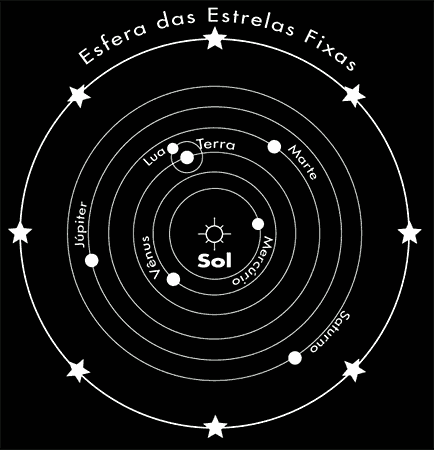 Esfera das Estrelas Fixas
Lua
Terra
Marte
Júpiter
Vênus
Mercúrio
Sol
Saturno